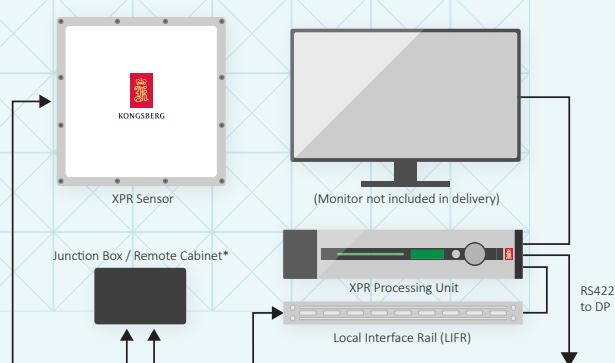 KONGSBERG
XPR Sensor
(Monitor not included in delivery)
Junction Box / Remote Cabinet*
XPR Processing Unit
RS422
to DP
Local Interface Rail (LIFR)